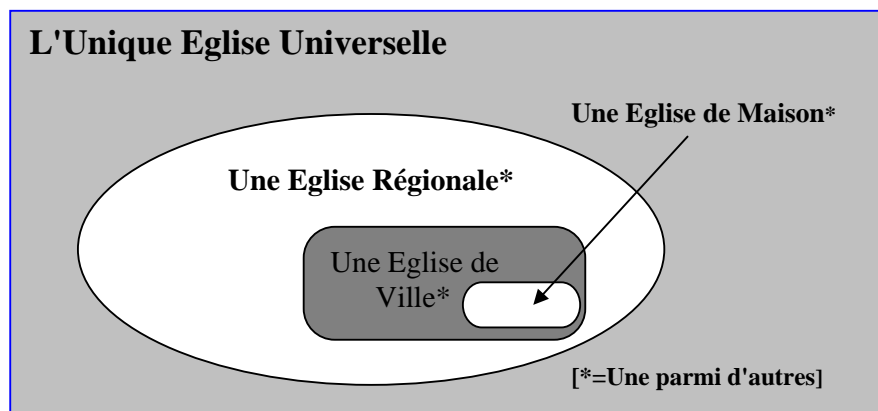 L'Unique Eglise Universelle
Une Eglise de Maison*
Une Eglise Régionale*
Une Eglise de
Ville*
[*=Une parmi d'autres]